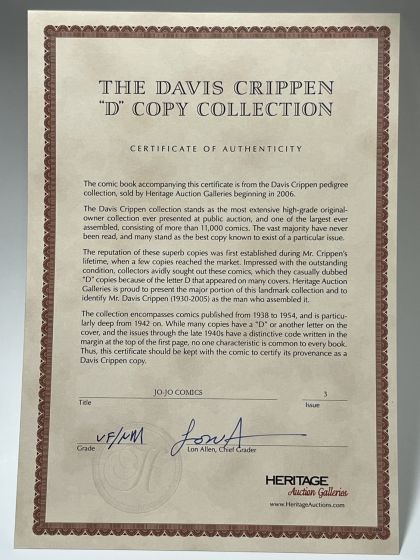 THE DAVIS CRIPPEN
"D" COPY COLLECTION
CERTIFICATE OF AUTHENTICITY
The comic book accompanying this certificate is from the Davis Crippen pedigree
collection, sold by Heritage Auction Galleries beginning in 2006.
The Davis Crippen collection stands as the most extensive high-grade original-
owner collection ever presented at public auction, and one of the largest ever
assembled, consisting of more than 11,000 comics. The vast majority have never
been read, and many stand as the best copy known to exist of a particular issue.
The reputation of these superb copies was first established during Mr. Crippen's
lifetime, when a few copies reached the market. Impressed with the outstanding
condition, collectors avidly sought out these comics, which they casually dubbed
"D" copies because of the letter D that appeared on many covers. Heritage Auction
Galleries is proud to present the major portion of this landmark collection and to
identify Mr. Davis Crippen (1930-2005) as the man who assembled it.
The collection encompasses comics published from 1938 to 1954, and is particu-
larly deep from 1942 on. While many copies have a "D" or another letter on the
cover, and the issues through the late 1940s have a distinctive code written in the
margin at the top of the first page, no one characteristic is common to every book.
Thus, this certificate should be kept with the comic to certify its provenance as a
Davis Crippen copy.
JO-JO COMICS 3
Title Issue
VF/NM Lon A
Grade Lon Allen, Chief Grader
HERITAGE
Auction Galleries
www.HeritageAuctions.com